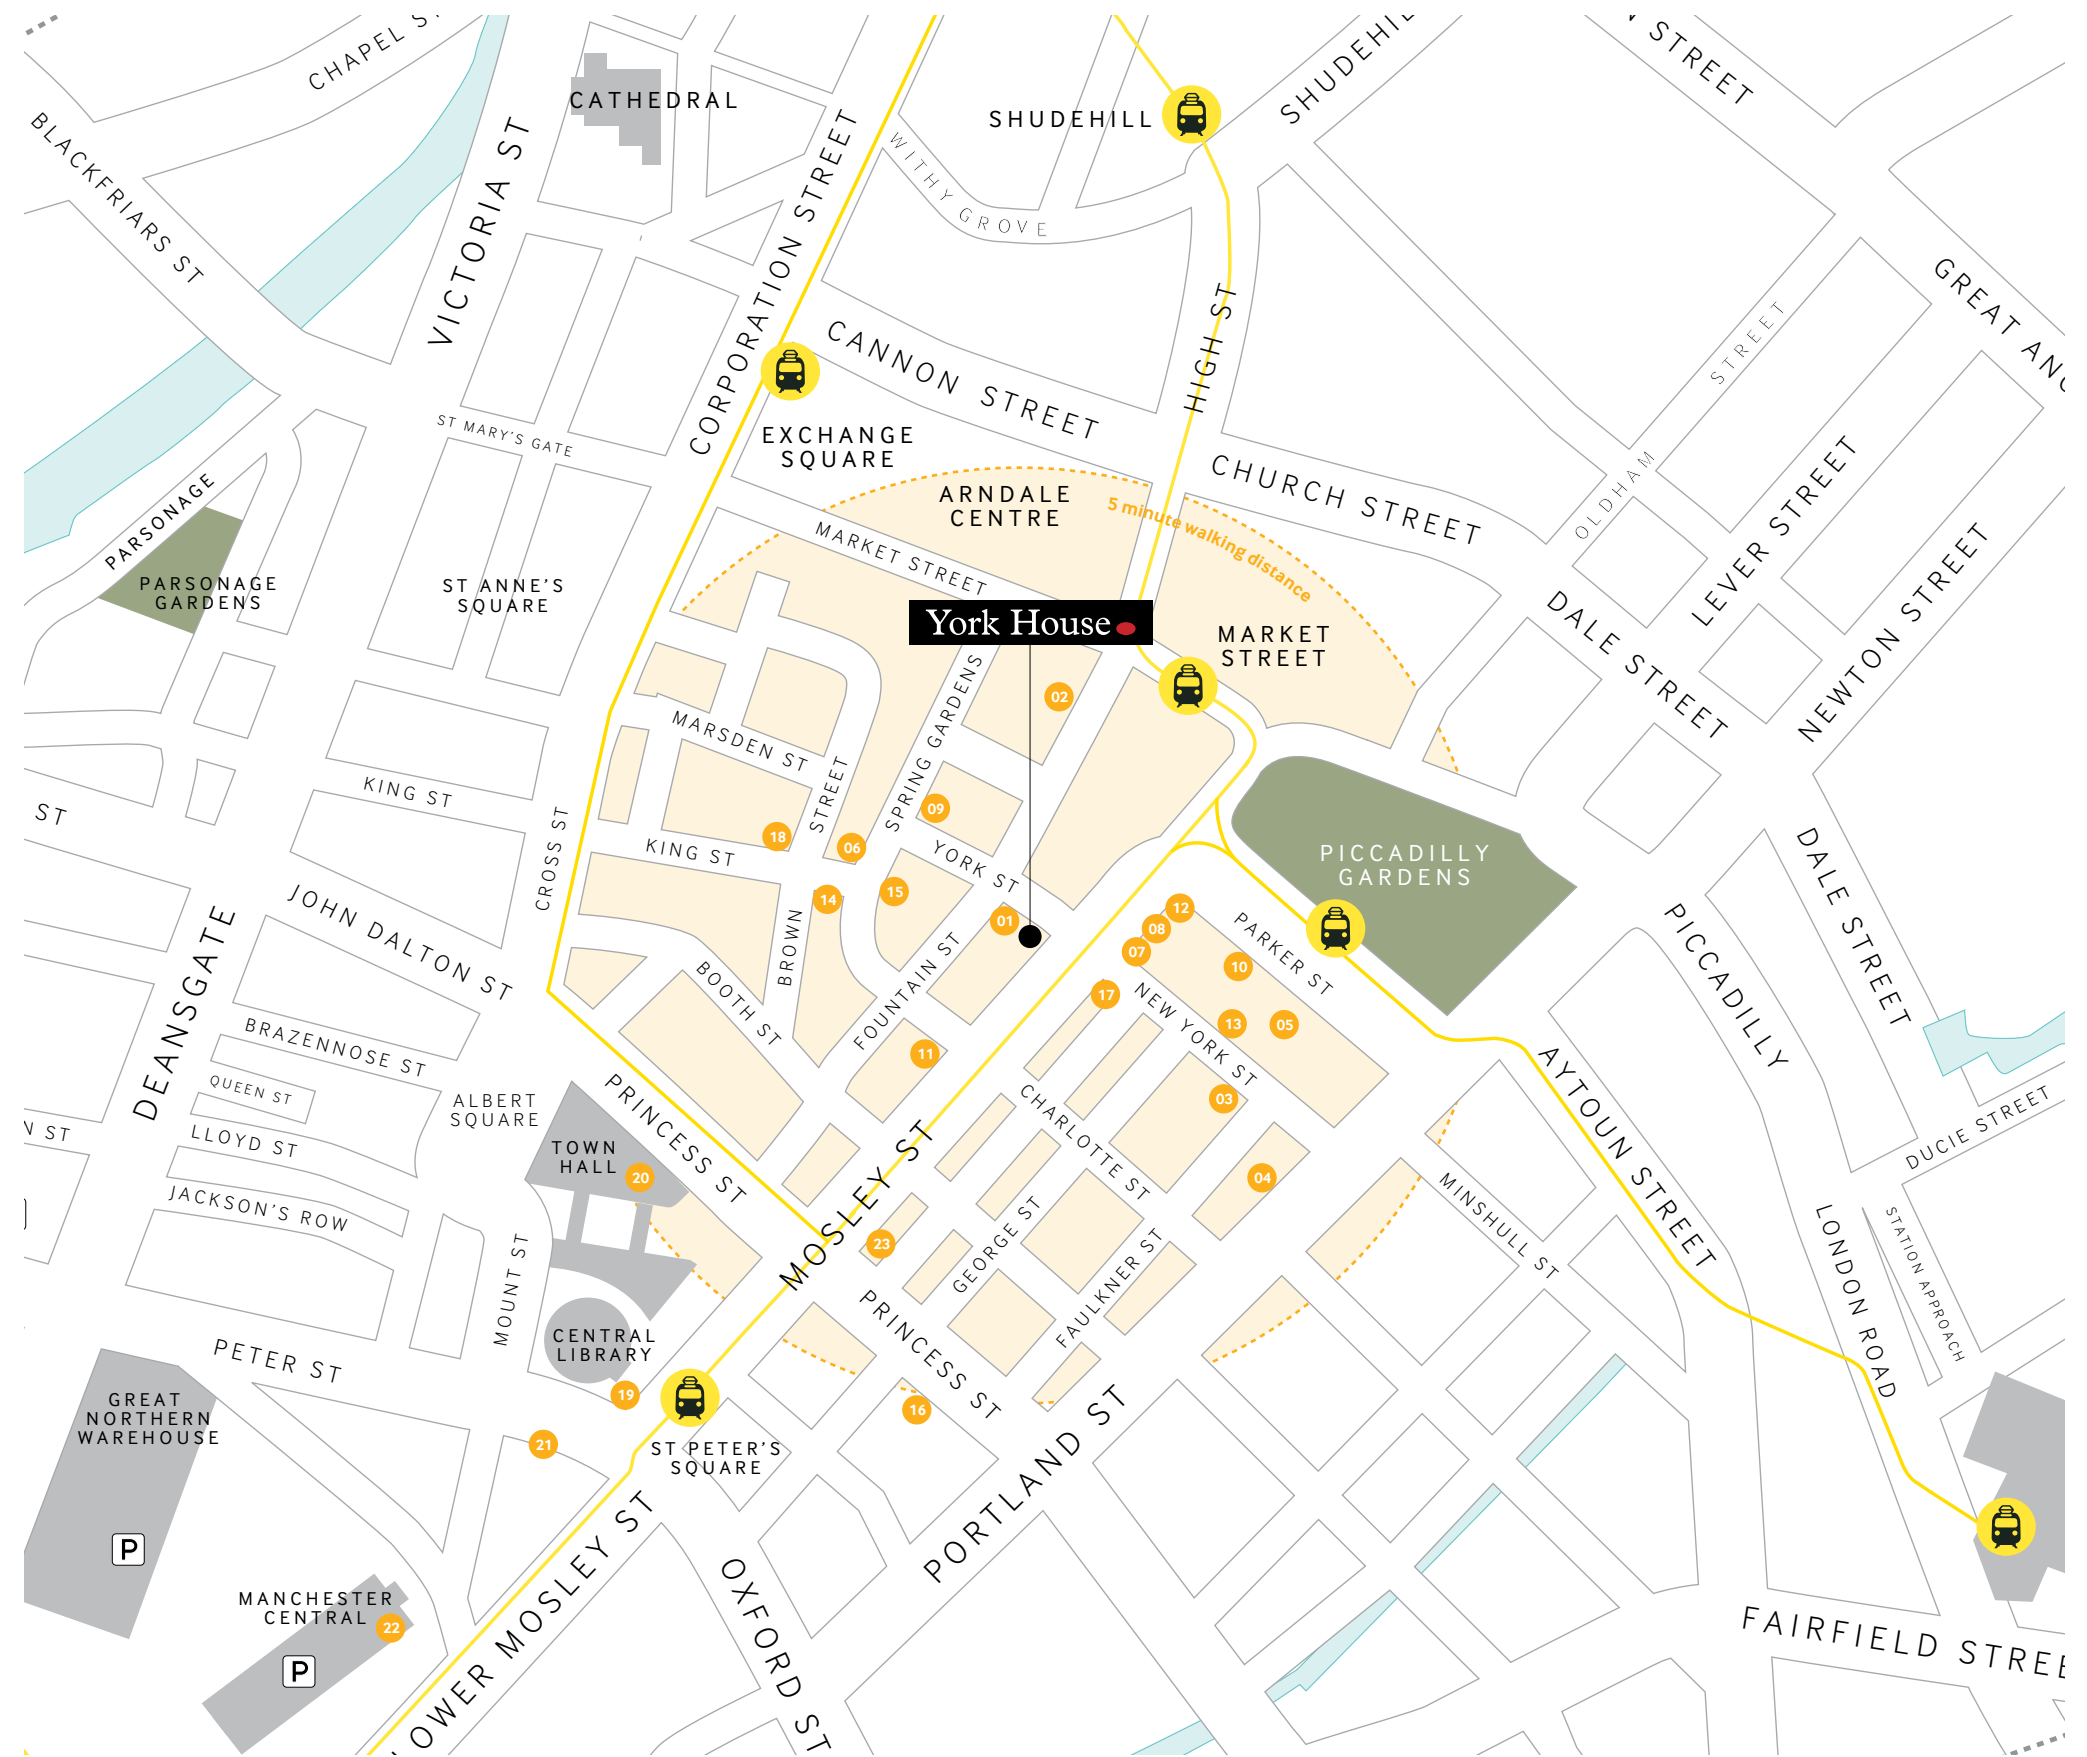 CHAPEL ST
CATHEDRAL
SHUDEHILL
SHUDEHIL
N STREET
BLACKFRIARS ST
VICTORIA ST
CORPORATION STREET
WITHY GROVE
HIGH ST
GREAT ANC
CANNON STREET
OLDHAM STREET
ST MARY'S GATE
EXCHANGE
SQUARE
CHURCH STREET
LEVER STREET
NEWTON STREET
ARNDALE
CENTRE
5 minute walking distance
PARSONAGE
PARSONAGE
GARDENS
ST ANNE'S
SQUARE
MARKET STREET
York House
MARKET
STREET
DALE STREET
02
MARSDEN ST
SPRING GARDENS
KING ST
ST
CROSS ST
18
STREET
06
09
KING ST
YORK ST
PICCADILLY
GARDENS
DALE STREET
JOHN DALTON ST
14
15
01
12
08
07
PARKER ST
PICCADILLY
DEANSGATE
BROWN
BOOTH ST
FOUNTAIN ST
10
17
NEW YORK ST
13
05
BRAZENNOSE ST
11
AYTOUN STREET
QUEEN ST
ALBERT
SQUARE
PRINCESS ST
CHARLOTTE ST
03
DUCIE STREET
N ST
LLOYD ST
TOWN
HALL
20
MOSLEY ST
04
MINSHULL ST
JACKSON'S ROW
MOUNT ST
23
GEORGE ST
FAULKNER ST
LONDON ROAD
STATION APPROACH
PETER ST
CENTRAL
LIBRARY
PRINCESS ST
GREAT
NORTHERN
WAREHOUSE
19
16
PORTLAND ST
21
ST PETER'S
SQUARE
P
LOWER MOSLEY ST
OXFORD ST
MANCHESTER
CENTRAL
22
P
FAIRFIELD STREE